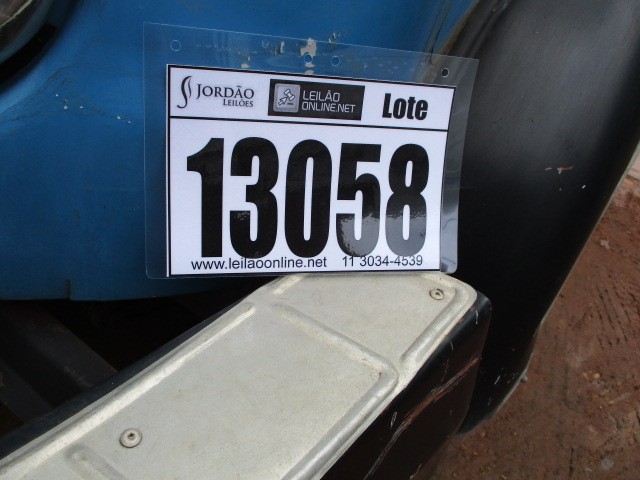 JORDÃO LEILÃO Lote
LEILÕES ONLINE.NET
13058
www.leilaoonline.net 11 3034-4539